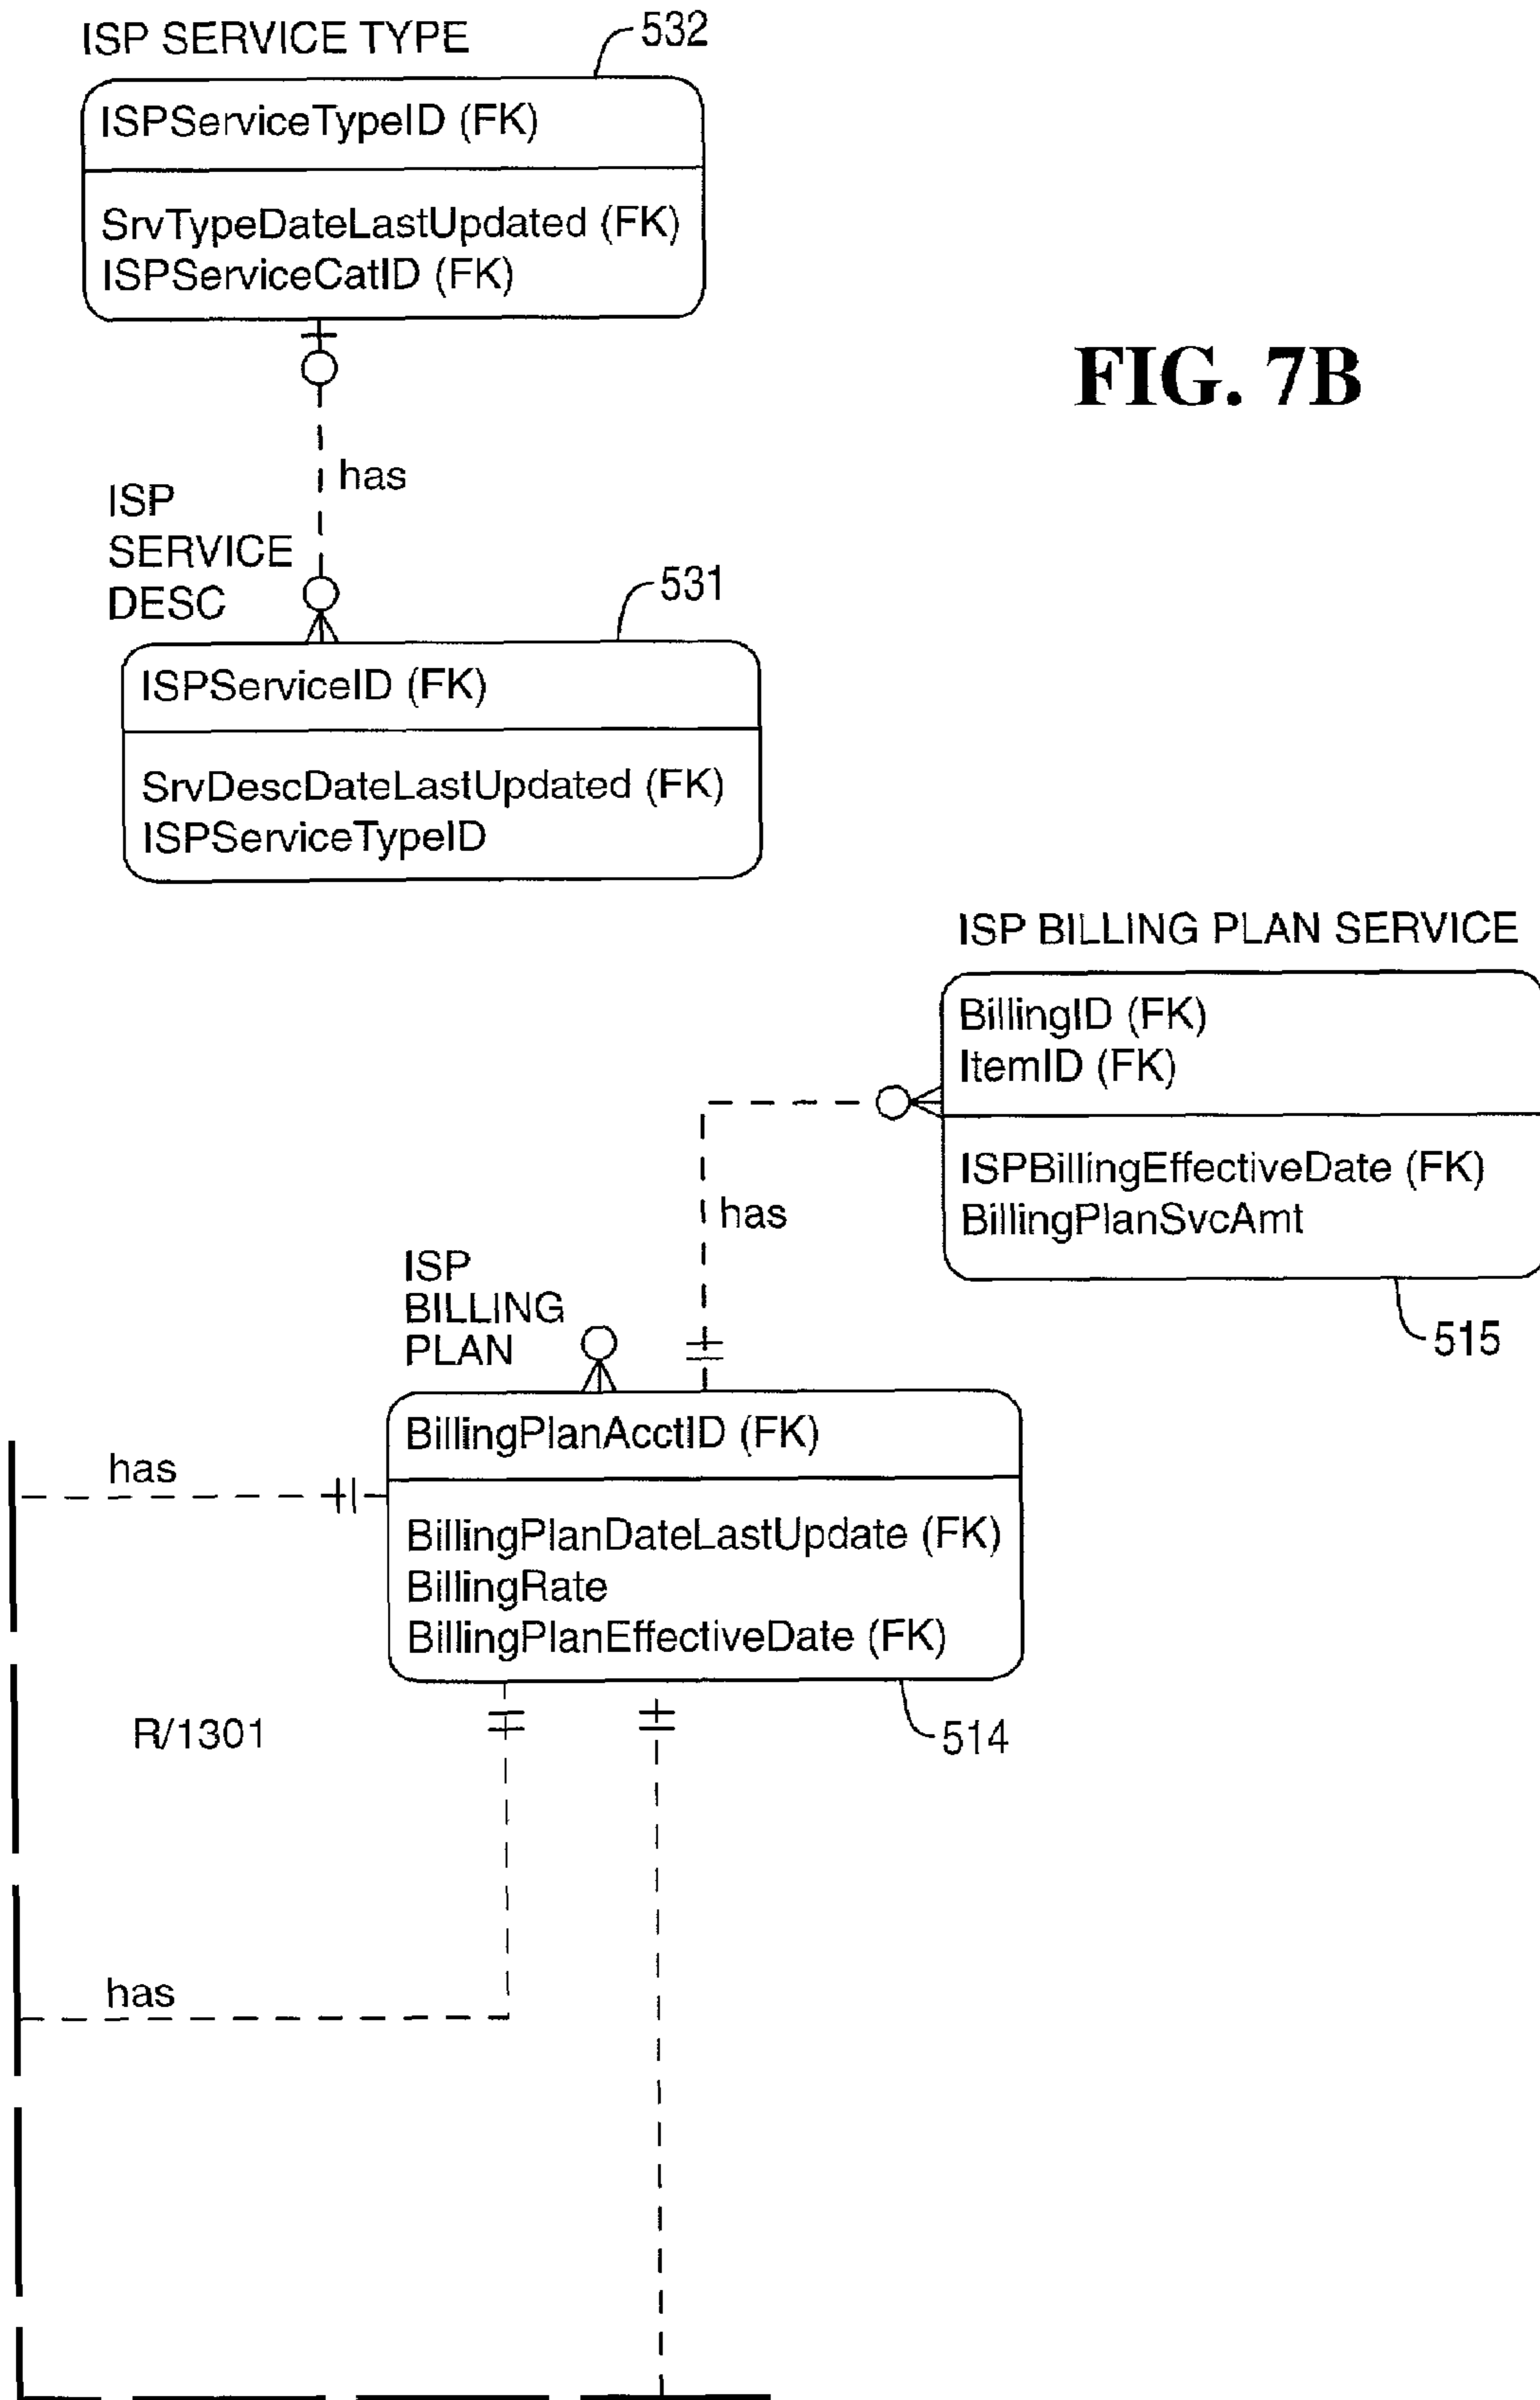 ISP SERVICE TYPE
532
ISPServiceTypeID (FK)
SrvTypeDateLastUpdated (FK)
ISPServiceCatID (FK)
FIG. 7B
has
ISP
SERVICE
DESC
531
ISPServiceID (FK)
SrvDescDateLastUpdated (FK)
ISPServiceTypeID
ISP BILLING PLAN SERVICE
BillingID (FK)
ItemID (FK)
ISPBillingEffectiveDate (FK)
BillingPlanSvcAmt
515
has
ISP
BILLING
PLAN
BillingPlanAcctID (FK)
has
BillingPlanDateLastUpdate (FK)
BillingRate
BillingPlanEffectiveDate (FK)
R/1301
514
has